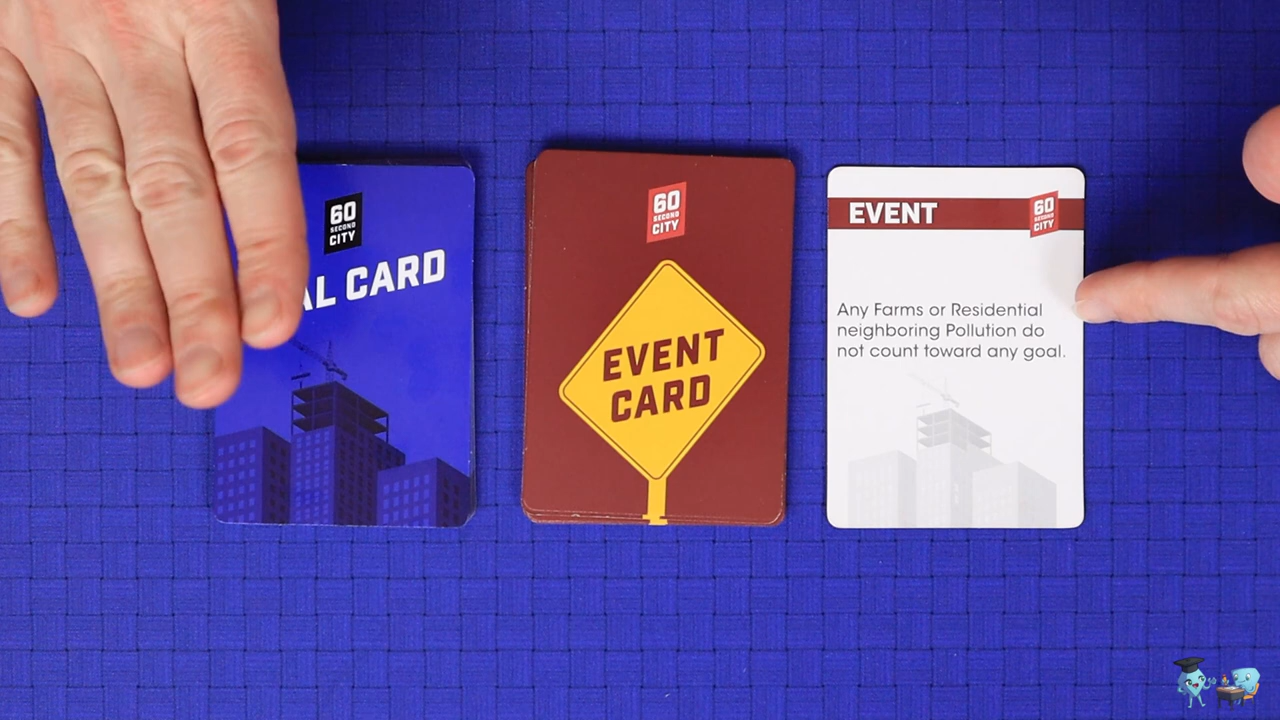 60
SECOND
CITY
AL CARD
60
SECOND
CITY
EVENT
CARD
EVENT
60
SECOND
CITY
Any Farms or Residential
neighboring Pollution do
not count toward any goal.